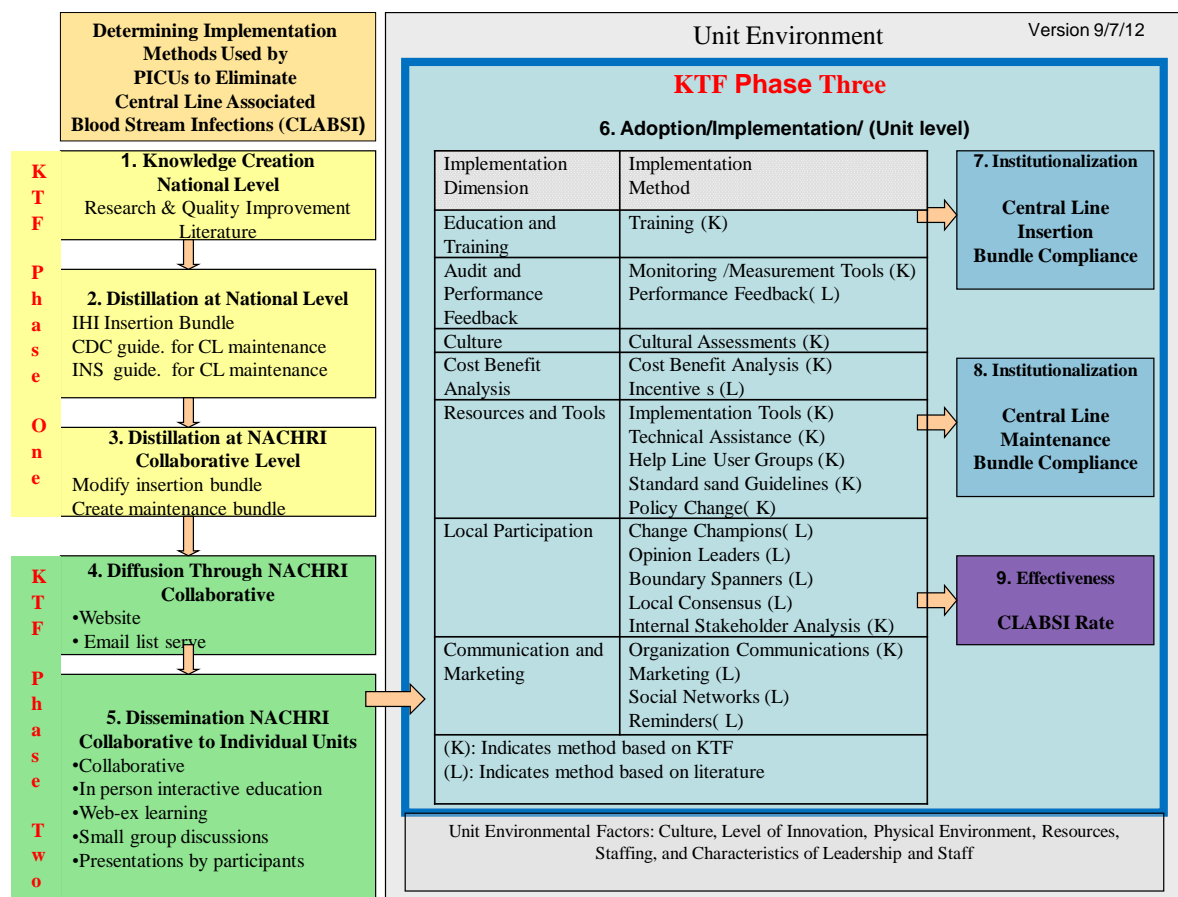 Determining Implementation
Methods Used by
PICUs to Eliminate
Central Line Associated
Blood Stream Infections (CLABSI)
KTF Phase One
1. Knowledge Creation
National Level
Research & Quality Improvement
Literature
2. Distillation at National Level
IHI Insertion Bundle
CDC guide. for CL maintenance
INS guide. for CL maintenance
3. Distillation at NACHRI
Collaborative Level
Modify insertion bundle
Create maintenance bundle
KTF Phase Two
4. Diffusion Through NACHRI
Collaborative
•Website
• Email list serve
5. Dissemination NACHRI
Collaborative to Individual Units
•Collaborative
•In person interactive education
•Web-ex learning
•Small group discussions
•Presentations by participants
Unit Environment
Version 9/7/12
KTF Phase Three
6. Adoption/Implementation/ (Unit level)
Implementation
Dimension
Implementation
Method
Education and
Training
Training (K)
Audit and
Performance
Feedback
Monitoring /Measurement Tools (K)
Performance Feedback( L)
Culture
Cultural Assessments (K)
Cost Benefit
Analysis
Cost Benefit Analysis (K)
Incentive s (L)
Resources and Tools
Implementation Tools (K)
Technical Assistance (K)
Help Line User Groups (K)
Standard sand Guidelines (K)
Policy Change( K)
Local Participation
Change Champions( L)
Opinion Leaders (L)
Boundary Spanners (L)
Local Consensus (L)
Internal Stakeholder Analysis (K)
Communication and
Marketing
Organization Communications (K)
Marketing (L)
Social Networks (L)
Reminders( L)
(K): Indicates method based on KTF
(L): Indicates method based on literature
7. Institutionalization
Central Line
Insertion
Bundle Compliance
8. Institutionalization
Central Line
Maintenance
Bundle Compliance
9. Effectiveness
CLABSI Rate
Unit Environmental Factors: Culture, Level of Innovation, Physical Environment, Resources,
Staffing, and Characteristics of Leadership and Staff